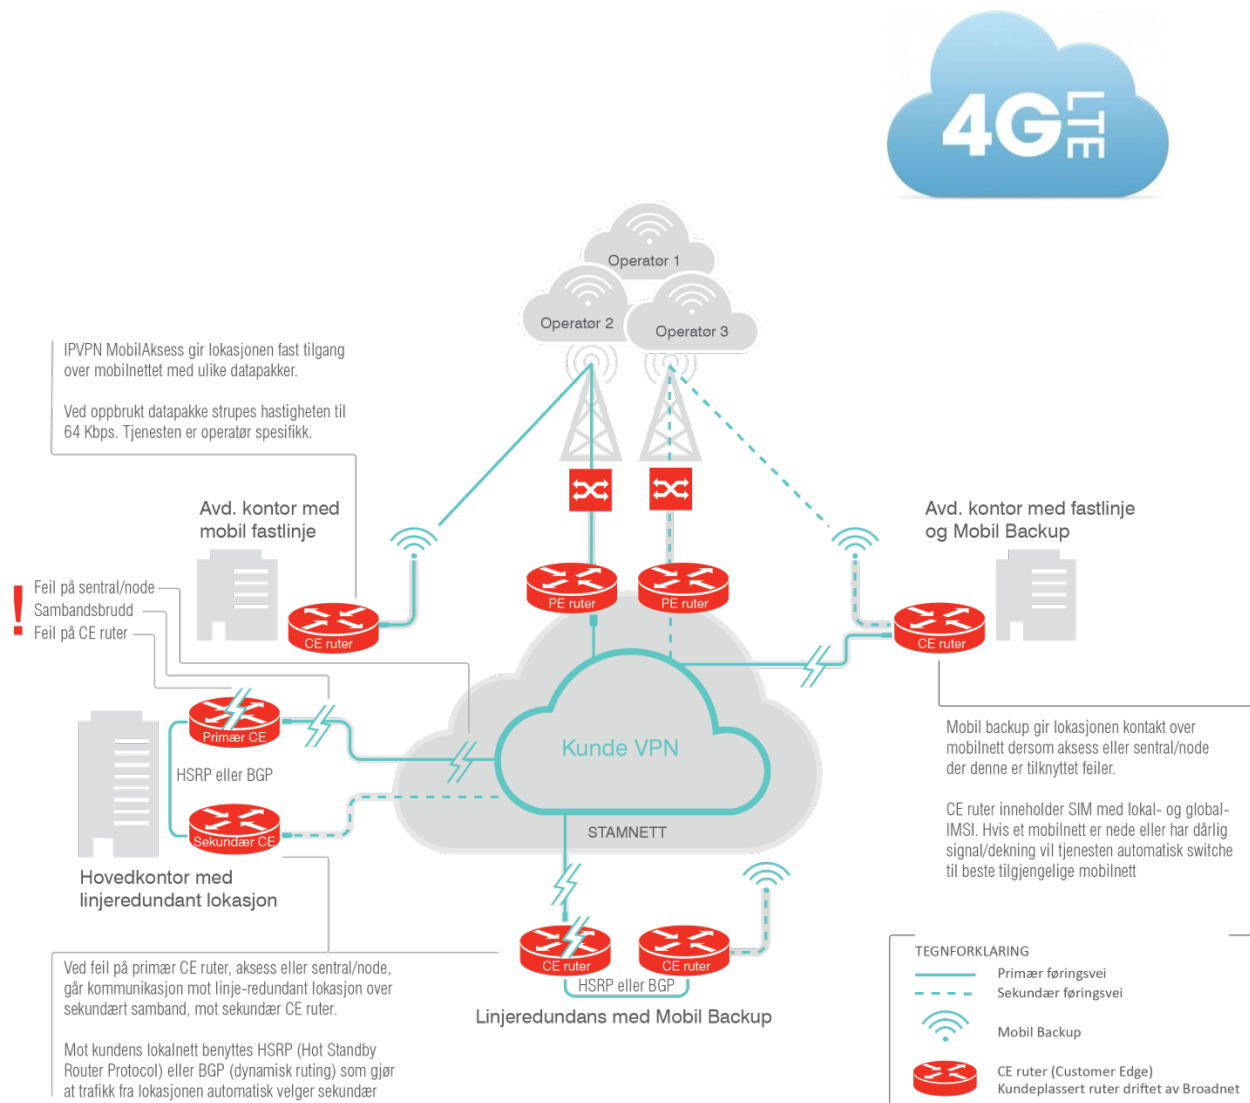 4G LTE
Operatør 1
Operatør 2
Operatør 3
IPVPN MobilAksess gir lokasjonen fast tilgang
over mobilnettet med ulike datapakker.
Ved oppbrukt datapakke strupes hastigheten til
64 Kbps. Tjenesten er operatør spesifikk.
Avd. kontor med
mobil fastlinje
Avd. kontor med fastlinje
og Mobil Backup
Feil på sentral/node
Sambandsbrudd
Feil på CE ruter
!
PE ruter
PE ruter
CE ruter
CE ruter
Primær CE
HSRP eller BGP
Sekundær CE
Kunde VPN
STAMNETT
Hovedkontor med
linjeredundant lokasjon
Mobil backup gir lokasjonen kontakt over
mobilnett dersom aksess eller sentral/node
der denne er tilknyttet feiler.
CE ruter inneholder SIM med lokal- og global-
IMSI. Hvis et mobilnett er nede eller har dårlig
signal/dekning vil tjenesten automatisk switche
til beste tilgjengelige mobilnett
CE ruter
CE ruter
HSRP eller BGP
Linjeredundans med Mobil Backup
Ved feil på primær CE ruter, aksess eller sentral/node,
går kommunikasjon mot linje-redundant lokasjon over
sekundært samband, mot sekundær CE ruter.
Mot kundens lokalnett benyttes HSRP (Hot Standby
Router Protocol) eller BGP (dynamisk ruting) som gjør
at trafikk fra lokasjonen automatisk velger sekundær
TEGNFORKLARING
Primær føringsvei
Sekundær føringsvei
Mobil Backup
CE ruter (Customer Edge)
Kundeplassert ruter driftet av Broadnet